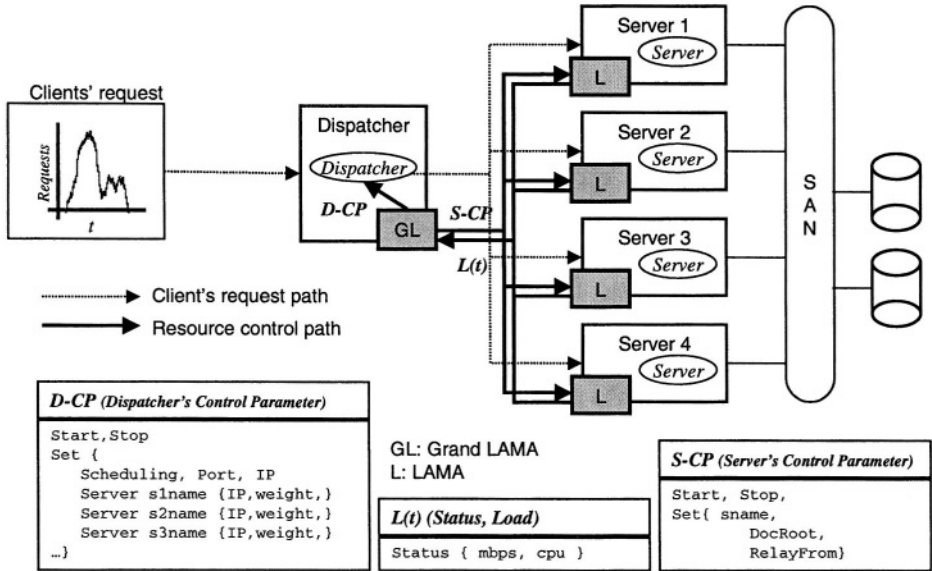 Clients' request
Requests
t
Dispatcher
Dispatcher
D-CP
GL
S-CP
L(t)
Server 1
Server
L
Server 2
Server
L
Server 3
Server
L
Server 4
Server
L
SAN
Client's request path
Resource control path
D-CP (Dispatcher's Control Parameter)
Start,Stop
Set {
Scheduling, Port, IP
Server s1name {IP,weight,}
Server s2name {IP,weight,}
Server s3name {IP,weight,}
…}
GL: Grand LAMA
L: LAMA
L(t) (Status, Load)
Status { mbps, cpu }
S-CP (Server's Control Parameter)
Start, Stop,
Set{ sname,
DocRoot,
RelayFrom}